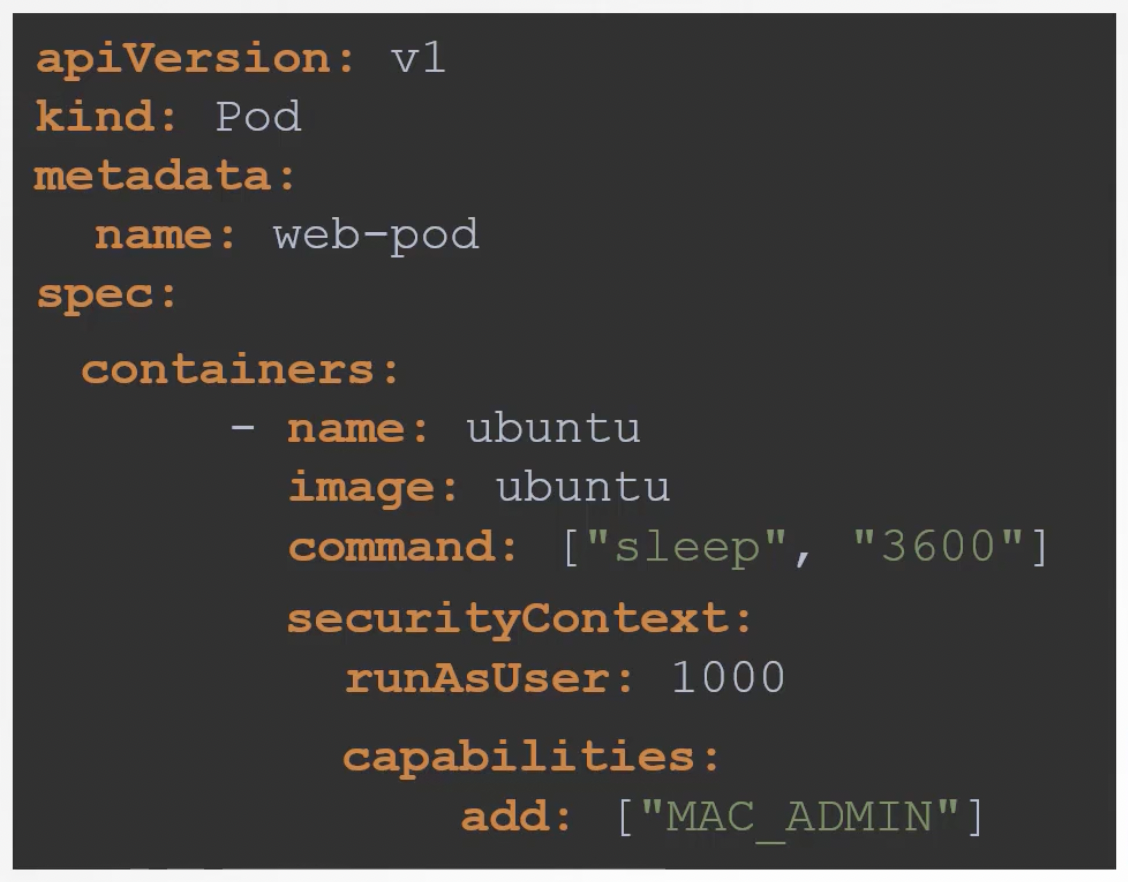 apiVersion: v1
kind: Pod
metadata:
  name: web-pod
spec:
  containers:
      - name: ubuntu
        image: ubuntu
        command: ["sleep", "3600"]
        securityContext:
          runAsUser: 1000
          capabilities:
              add: ["MAC_ADMIN"]